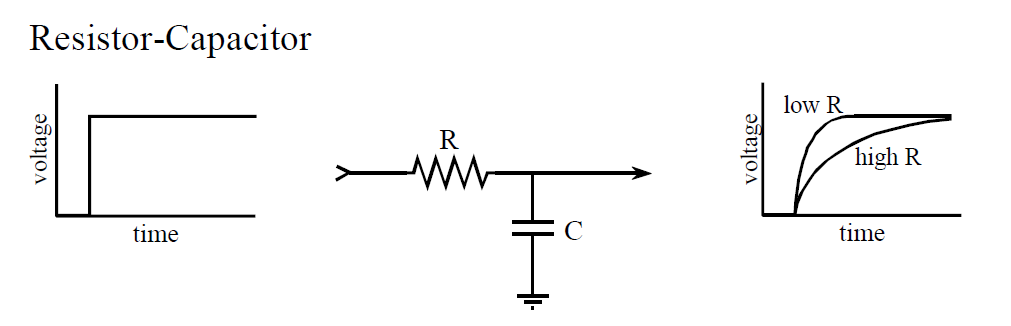 Resistor-Capacitor
voltage
time
R
C
voltage
low R
high R
time